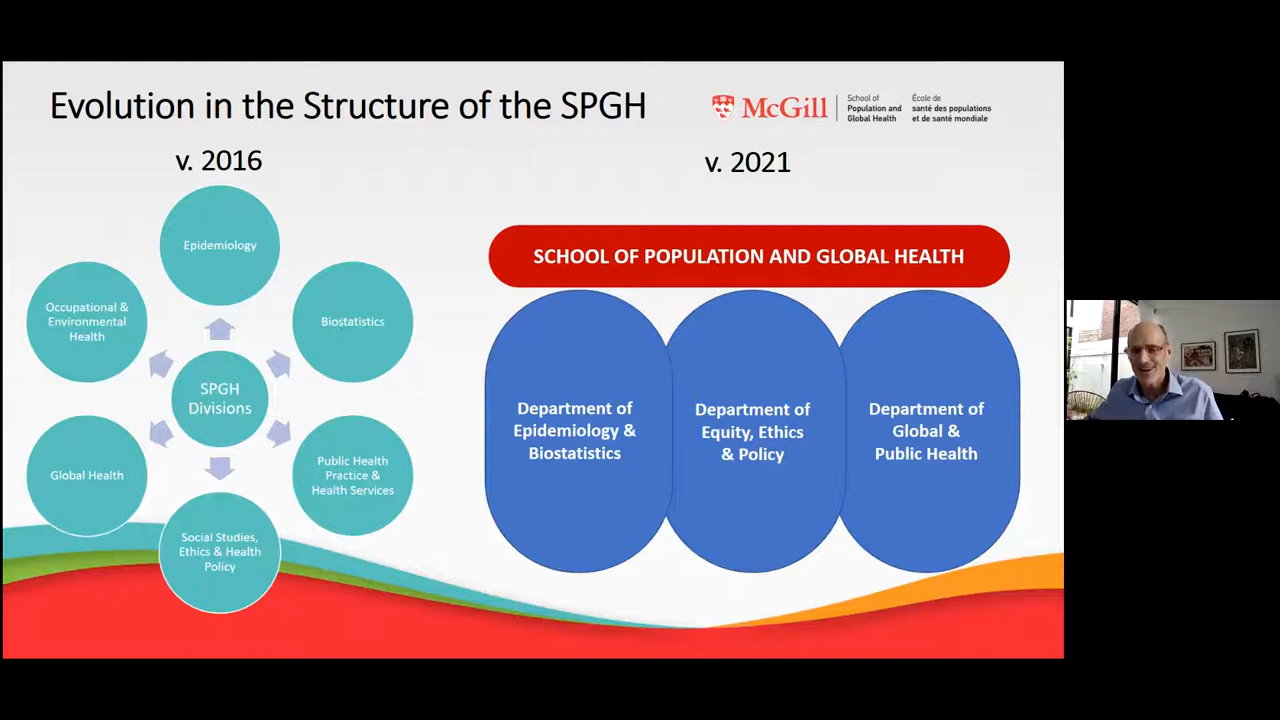 Evolution in the Structure of the SPGH
McGill
School of
Population and
Global Health
École de
santé des populations
et de santé mondiale
v. 2016
Epidemiology
Biostatistics
Public Health
Practice &
Health Services
Social Studies,
Ethics & Health
Policy
Global Health
Occupational &
Environmental
Health
SPGH
Divisions
v. 2021
SCHOOL OF POPULATION AND GLOBAL HEALTH
Department of
Epidemiology &
Biostatistics
Department of
Equity, Ethics
& Policy
Department of
Global &
Public Health